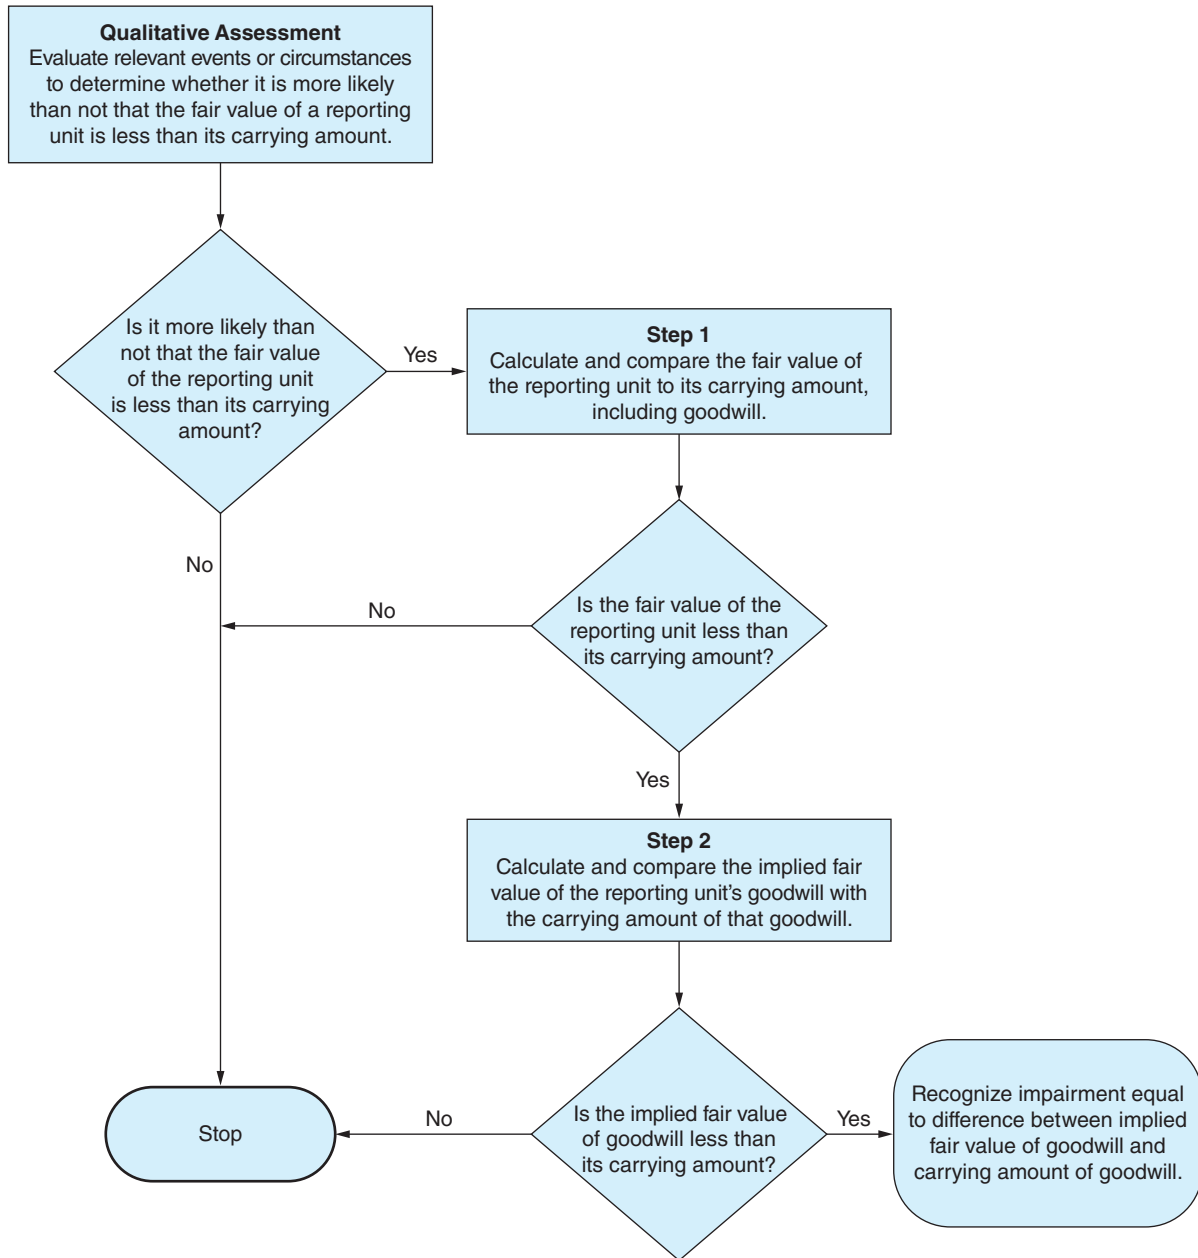 Qualitative Assessment
Evaluate relevant events or circumstances
to determine whether it is more likely
than not that the fair value of a reporting
unit is less than its carrying amount.
Is it more likely than
not that the fair value
of the reporting unit
is less than its carrying
amount?
Yes
Step 1
Calculate and compare the fair value of
the reporting unit to its carrying amount,
including goodwill.
No
No
Is the fair value of the
reporting unit less than
its carrying amount?
Yes
Step 2
Calculate and compare the implied fair
value of the reporting unit’s goodwill with
the carrying amount of that goodwill.
Stop
No
Is the implied fair value
of goodwill less than
its carrying amount?
Yes
Recognize impairment equal
to difference between implied
fair value of goodwill and
carrying amount of goodwill.